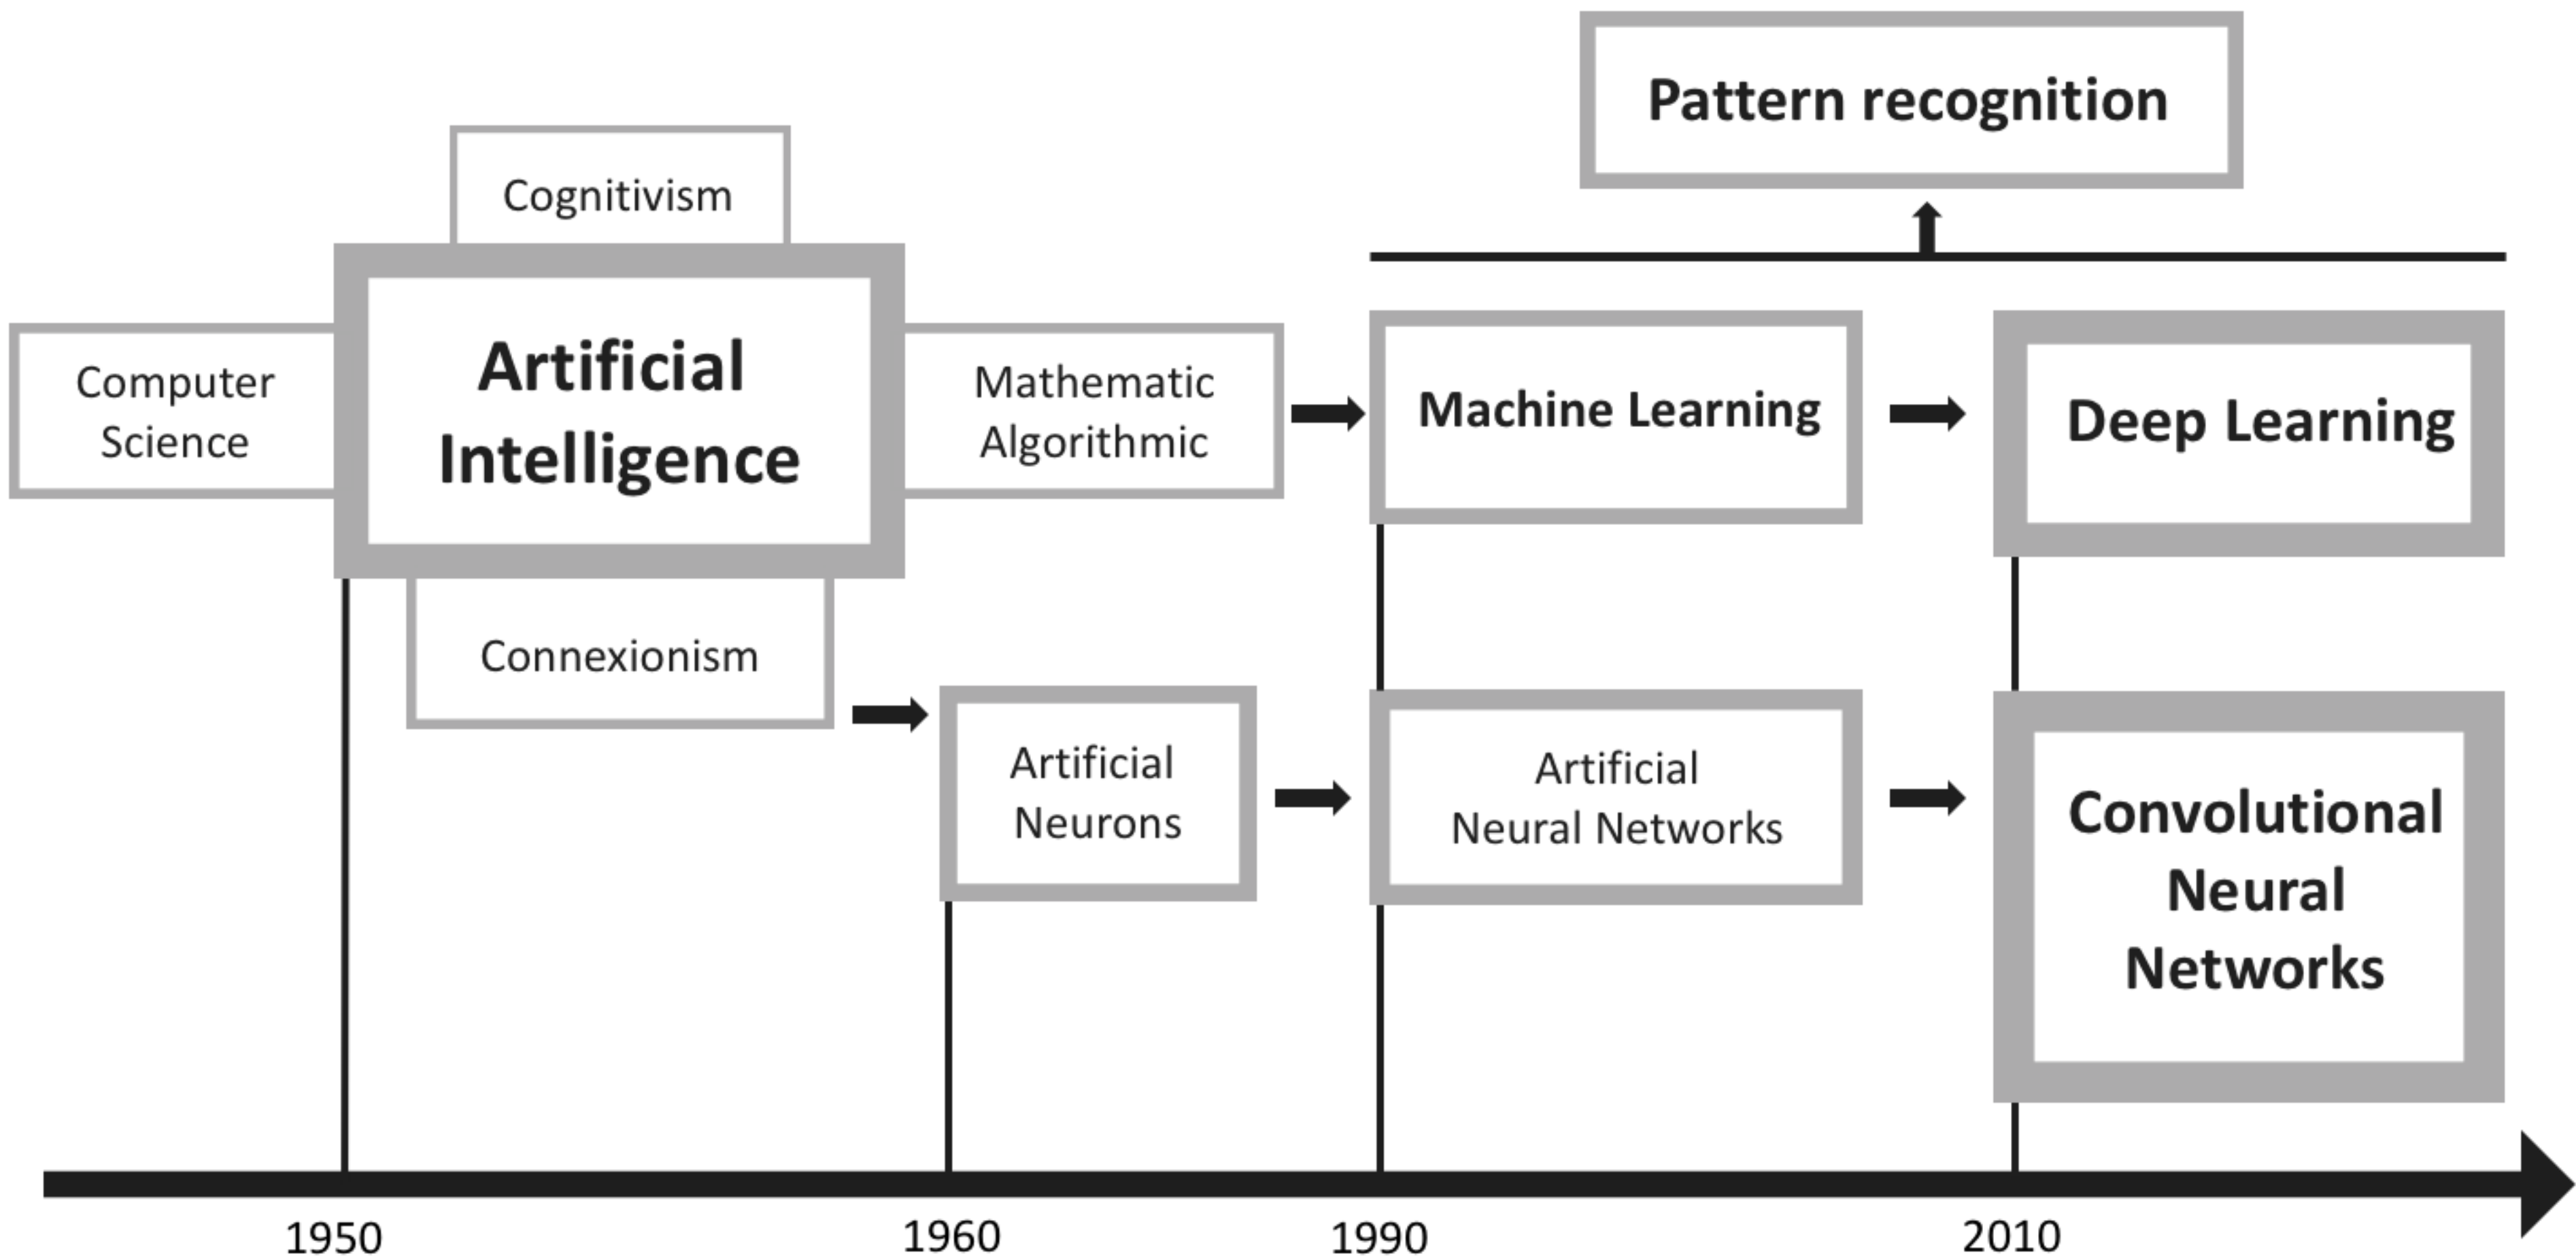 Pattern recognition
Cognitivism
Computer
Science
Artificial
Intelligence
Mathematic
Algorithmic
Machine Learning
Deep Learning
Connexionism
Artificial
Neurons
Artificial
Neural Networks
Convolutional
Neural
Networks
1950
1960
1990
2010